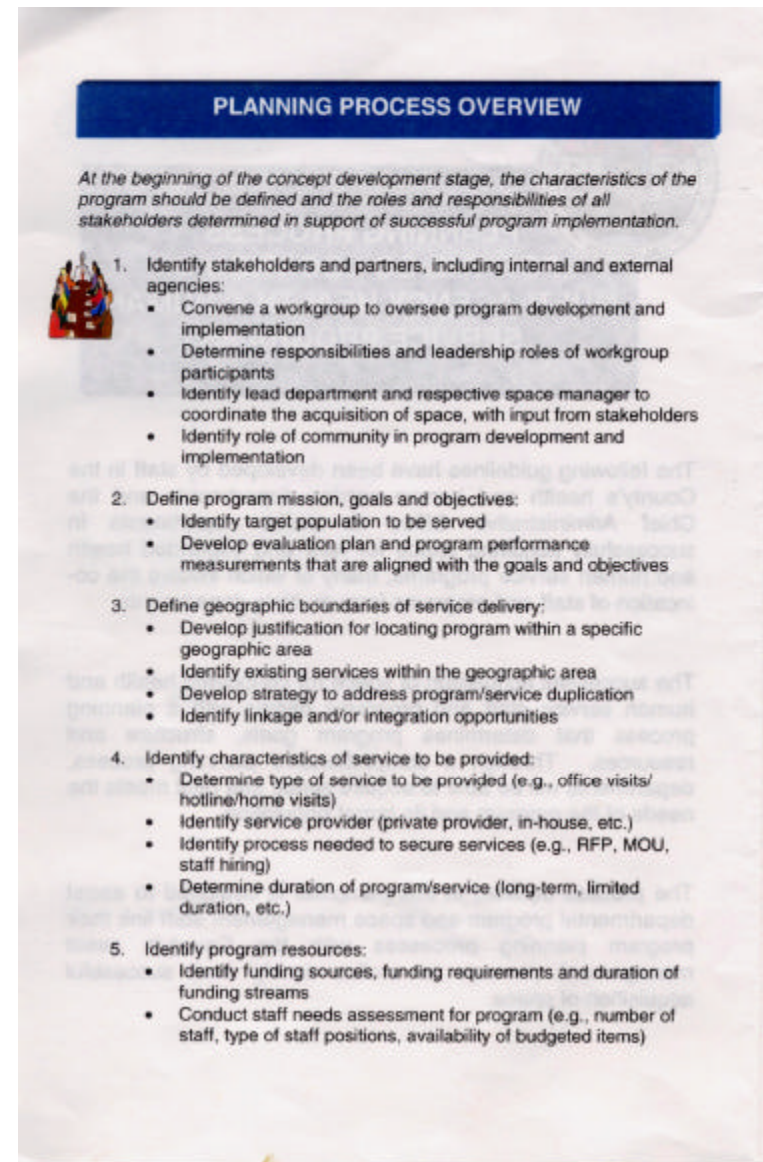 PLANNING PROCESS OVERVIEW
At the beginning of the concept development stage, the characteristics of the
program should be defined and the roles and responsibilities of all
stakeholders determined in support of successful program implementation.
1. Identify stakeholders and partners, including internal and external
agencies:
• Convene a workgroup to oversee program development and
implementation
• Determine responsibilities and leadership roles of workgroup
participants
• Identify lead department and respective space manager to
coordinate the acquisition of space, with input from stakeholders
• Identify role of community in program development and
implementation
2. Define program mission, goals and objectives:
• Identify target population to be served
• Develop evaluation plan and program performance
measurements that are aligned with the goals and objectives
3. Define geographic boundaries of service delivery:
• Develop justification for locating program within a specific
geographic area
• Identify existing services within the geographic area
• Develop strategy to address program/service duplication
• Identify linkage and/or integration opportunities
4. Identify characteristics of service to be provided:
• Determine type of service to be provided (e.g., office visits/
hotline/home visits)
• Identify service provider (private provider, in-house, etc.)
• Identify process needed to secure services (e.g., RFP, MOU,
staff hiring)
• Determine duration of program/service (long-term, limited
duration, etc.)
5. Identify program resources:
• Identify funding sources, funding requirements and duration of
funding streams
• Conduct staff needs assessment for program (e.g., number of
staff, type of staff positions, availability of budgeted items)